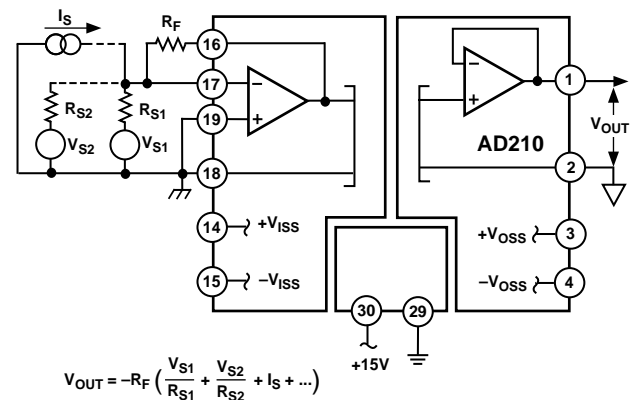 I_S
R_F
16
17
19
18
14
15
R_S2
R_S1
V_S2
V_S1
–
+
+V_ISS
–V_ISS
–
+
AD210
1
2
3
4
V_OUT
+V_OSS
–V_OSS
30
29
+15V
V_OUT = –R_F ( V_S1/R_S1 + V_S2/R_S2 + I_S + ...)